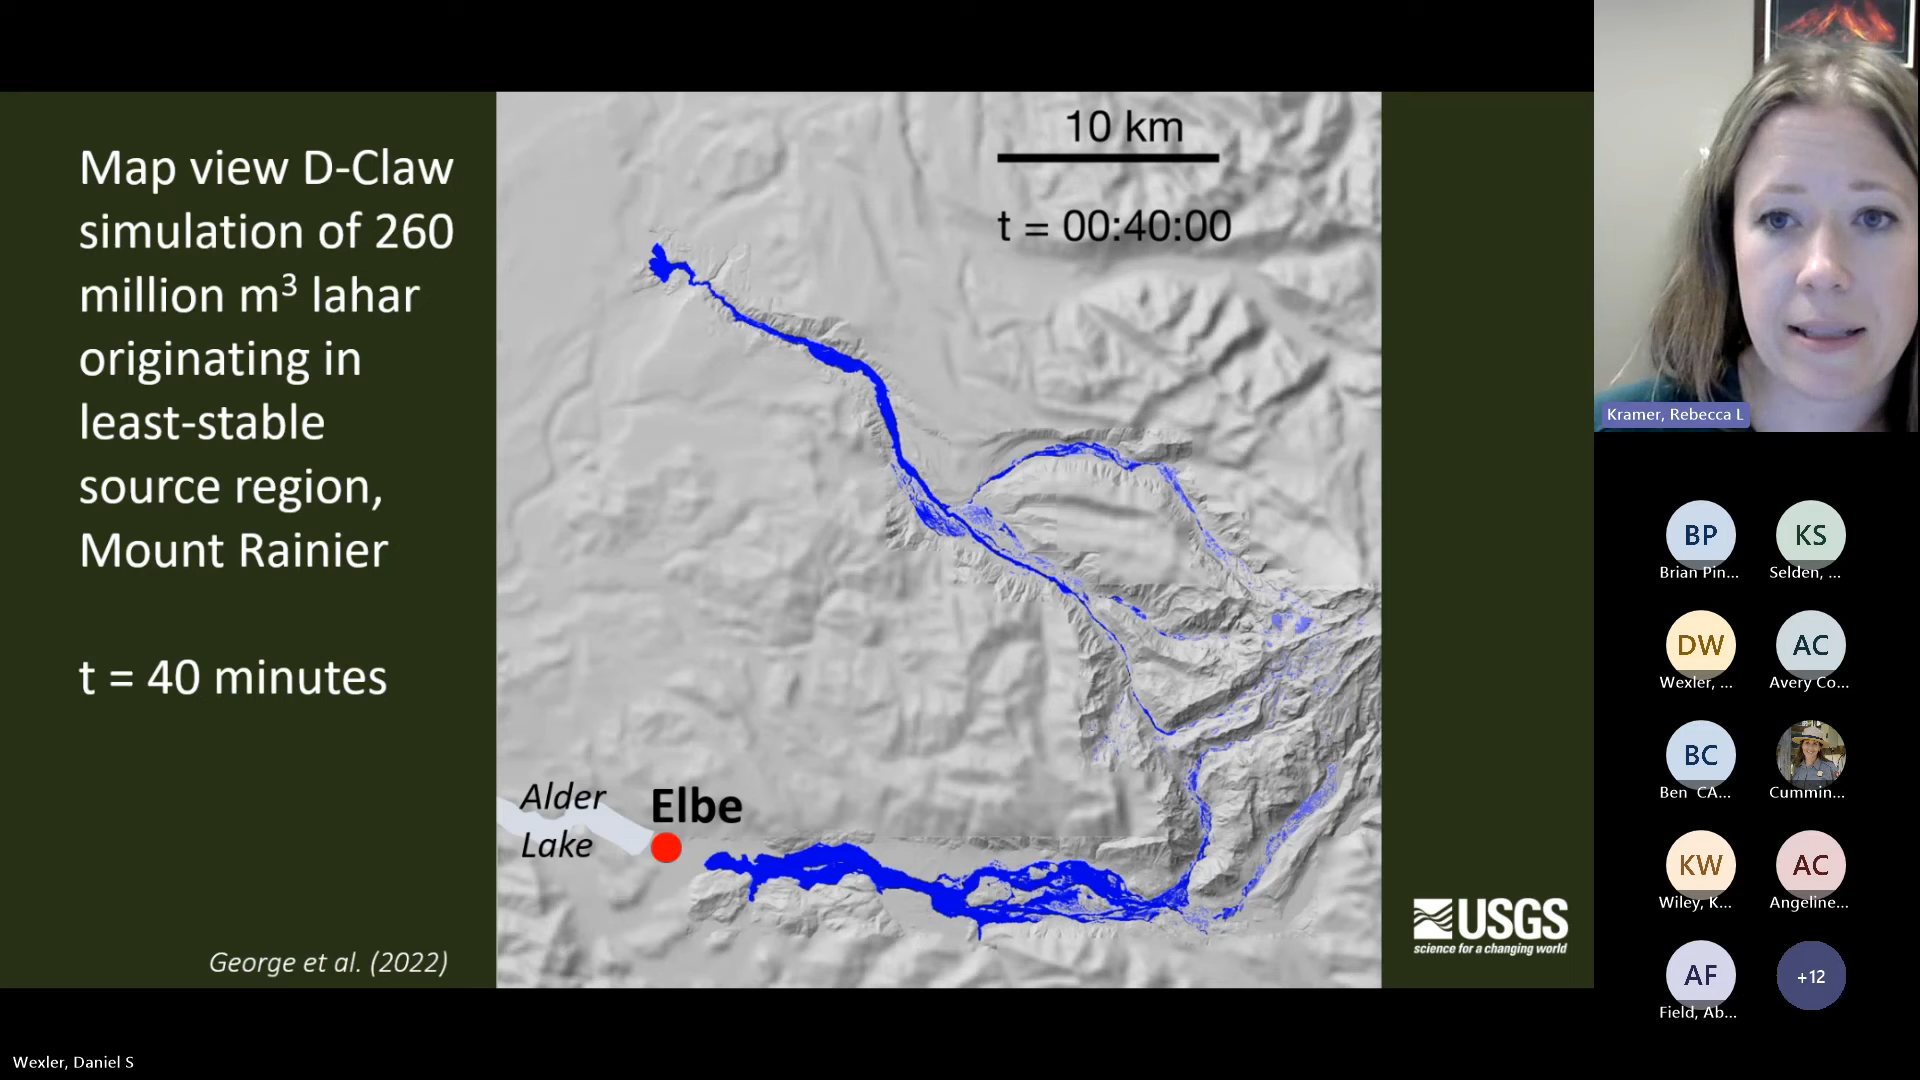 Map view D-Claw
simulation of 260
million m³ lahar
originating in
least-stable
source region,
Mount Rainier
t = 40 minutes
George et al. (2022)
10 km
t = 00:40:00
Alder
Lake
Elbe
USGS
science for a changing world
Kramer, Rebecca L
BP
Brian Pin...
KS
Selden, ...
DW
Wexler, ...
AC
Avery Co...
BC
Ben CA...
Cummin...
KW
Wiley, K...
AC
Angeline...
AF
Field, Ab...
+12
Wexler, Daniel S